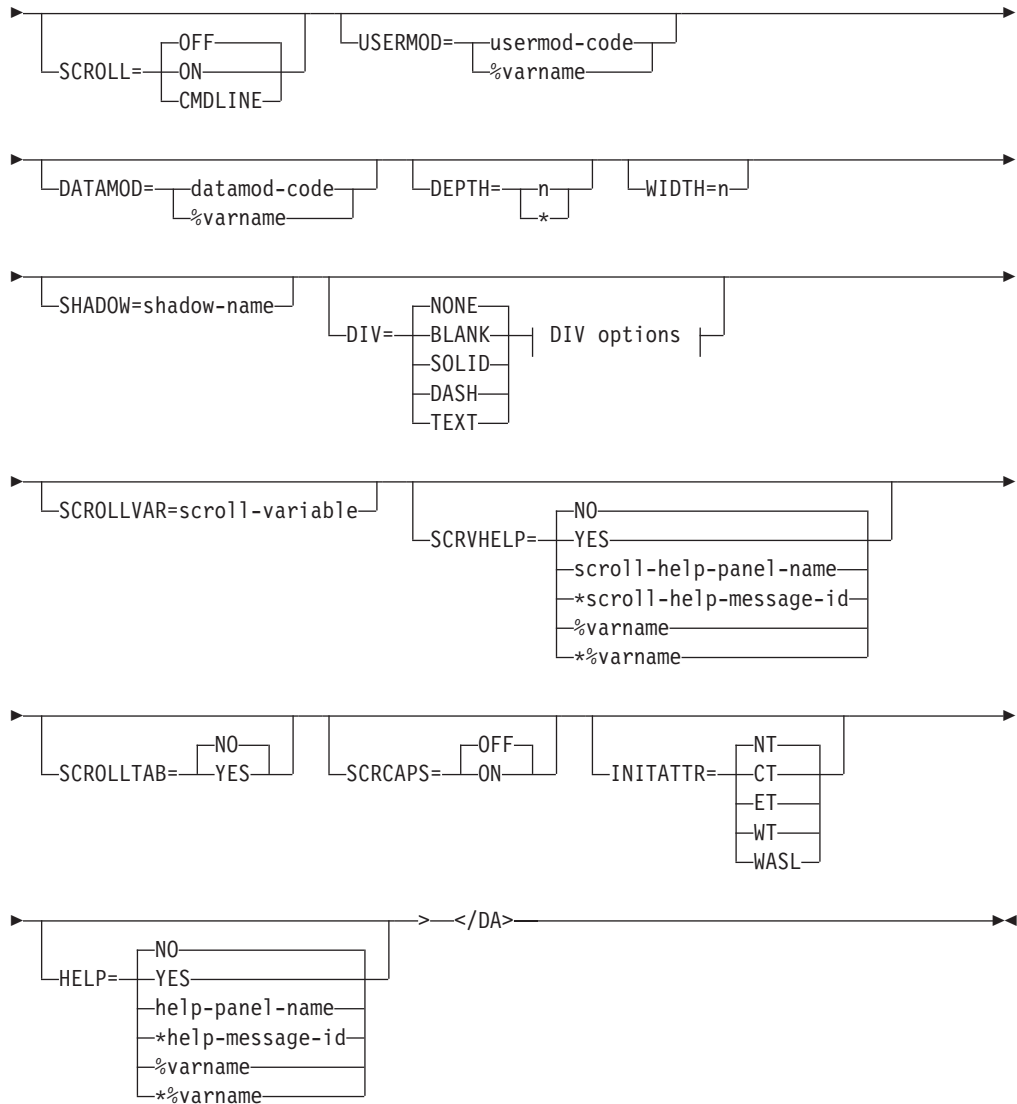 OFF
SCROLL= ON
CMDLINE
USERMOD= usermod-code
%varname
DATAMOD= datamod-code
%varname
DEPTH= n
*
WIDTH=n
SHADOW=shadow-name
NONE
DIV= BLANK DIV options
SOLID
DASH
TEXT
SCROLLVAR=scroll-variable
NO
SCRVHELP= YES
scroll-help-panel-name
*scroll-help-message-id
%varname
*%varname
NO
SCROLLTAB= YES
OFF
SCRCAPS= ON
NT
INITATTR= CT
ET
WT
WASL
NO
HELP= YES
help-panel-name
*help-message-id
%varname
*%varname
> </DA>